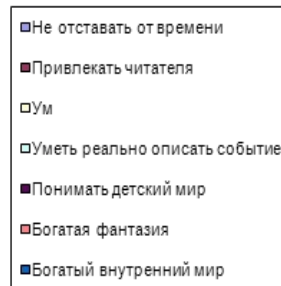 Не отставать от времени
Привлекать читателя
Ум
Уметь реально описать событие
Понимать детский мир
Богатая фантазия
Богатый внутренний мир